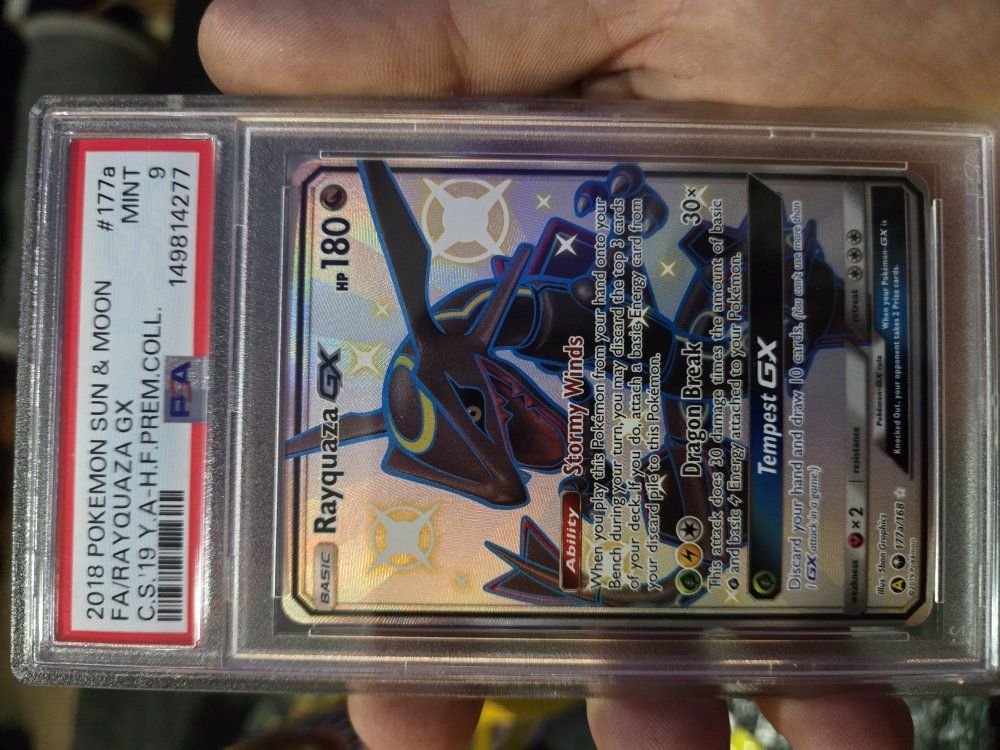 2018 POKEMON SUN & MOON #177a
FA/RAYQUAZA GX MINT
C.S.'19 Y.A-H.F.PREM.COLL. 9
PSA 149814277
BASIC Rayquaza GX HP 180
Ability Stormy Winds
When you play this Pokémon from your hand onto your
Bench during your turn, you may discard the top 3 cards
of your deck. If you do, attach a basic Energy card from
your discard pile to this Pokémon.
Dragon Break 30×
This attack does 30 damage times the amount of basic
and basic Energy attached to your Pokémon.
Tempest GX
Discard your hand and draw 10 cards. (You can't use more than
1 GX attack in a game.)
weakness ×2 resistance retreat
Illus. 5ban Graphics
A 177a/168
©2019 Pokémon
Pokémon-GX rule When your Pokémon-GX is
Knocked Out, your opponent takes 2 Prize cards.